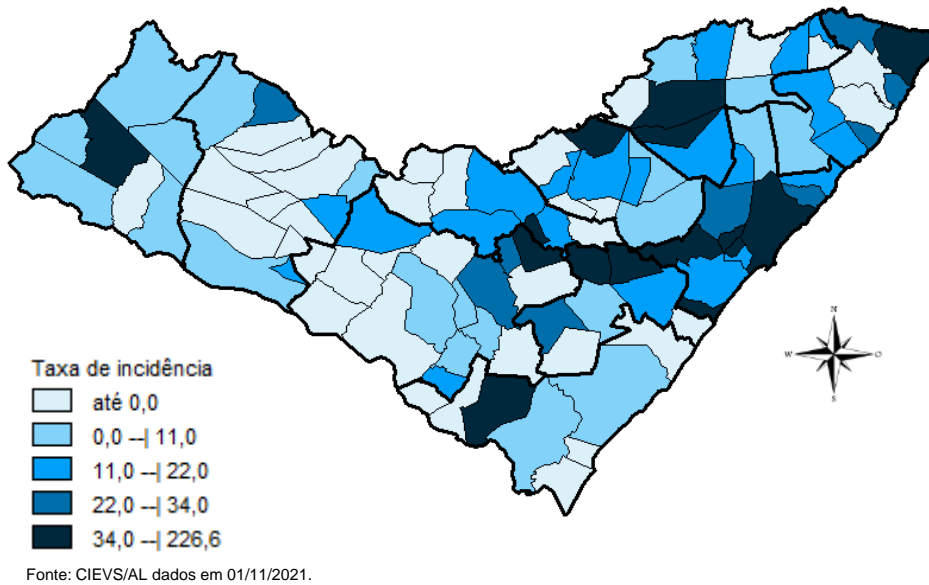 N
W
O
S
Taxa de incidência
até 0,0
0,0 --| 11,0
11,0 --| 22,0
22,0 --| 34,0
34,0 --| 226,6
Fonte: CIEVS/AL dados em 01/11/2021.